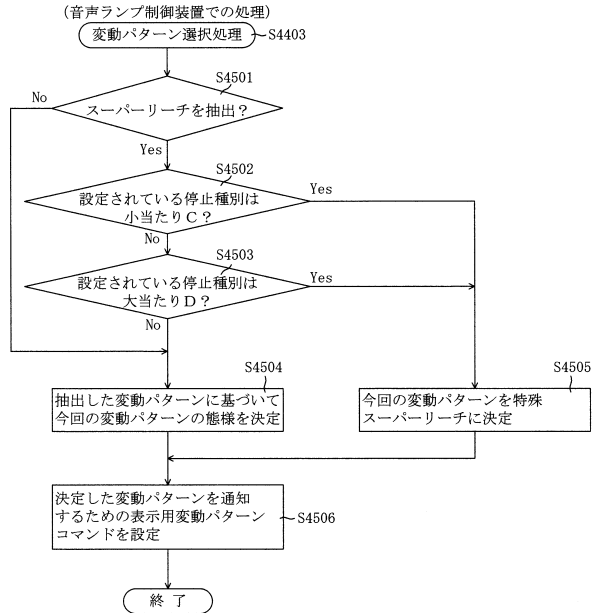 (音声ランプ制御装置での処理)
変動パターン選択処理
S4403
S4501
No
スーパーリーチを抽出?
Yes
S4502
設定されている停止種別は
小当たりC?
Yes
No
S4503
設定されている停止種別は
大当たりD?
Yes
No
S4504
抽出した変動パターンに基づいて
今回の変動パターンの態様を決定
S4505
今回の変動パターンを特殊
スーパーリーチに決定
決定した変動パターンを通知
するための表示用変動パターン
コマンドを設定
S4506
終 了